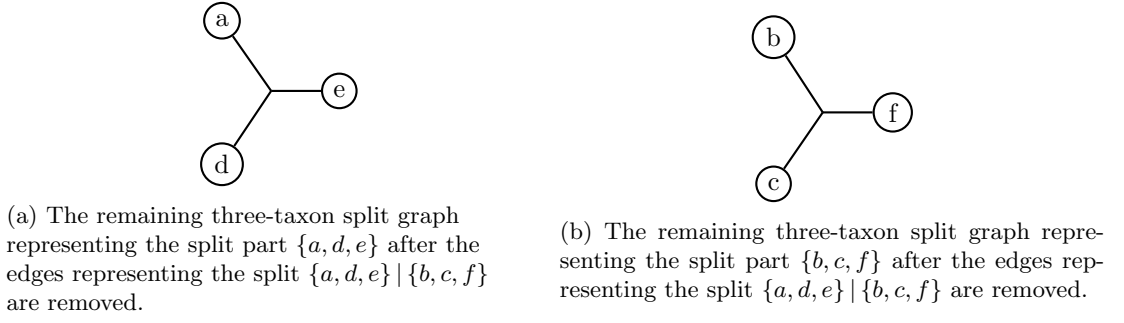 a
e
d
(a) The remaining three-taxon split graph
representing the split part {a, d, e} after the
edges representing the split {a, d, e} | {b, c, f}
are removed.
b
f
c
(b) The remaining three-taxon split graph repre-
senting the split part {b, c, f} after the edges rep-
resenting the split {a, d, e} | {b, c, f} are removed.